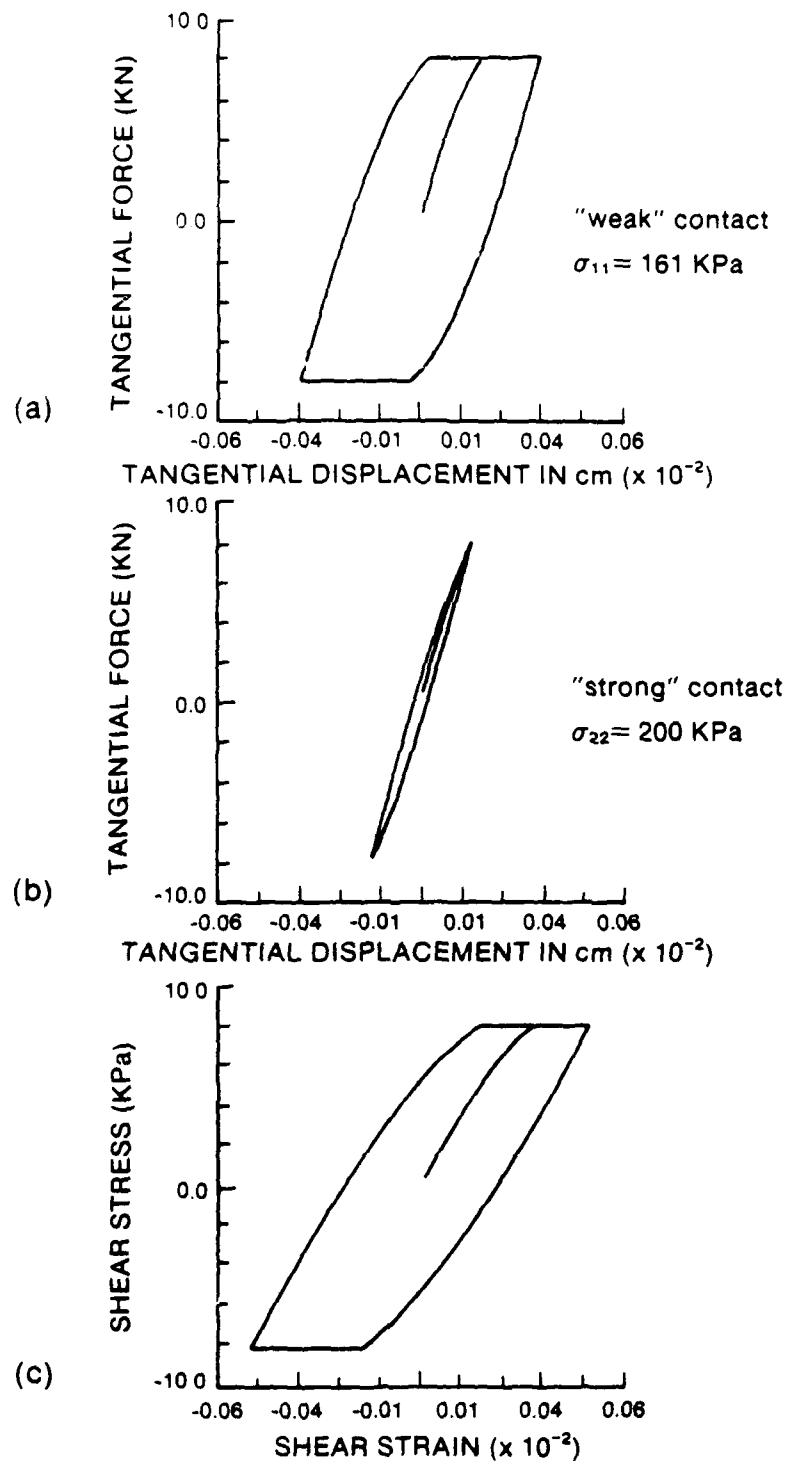 (a)
TANGENTIAL FORCE (KN)
10 0
0.0
-10.0
-0.06 -0.04 -0.01 0.01 0.04 0.06
TANGENTIAL DISPLACEMENT IN cm (x 10⁻²)
"weak" contact
σ₁₁= 161 KPa
(b)
TANGENTIAL FORCE (KN)
10.0
0.0
-10.0
-0.06 -0.04 -0.01 0.01 0.04 0.06
TANGENTIAL DISPLACEMENT IN cm (x 10⁻²)
"strong" contact
σ₂₂= 200 KPa
(c)
SHEAR STRESS (KPa)
10 0
0.0
-10 0
-0.06 -0.04 -0.01 0.01 0.04 0.06
SHEAR STRAIN (x 10⁻²)